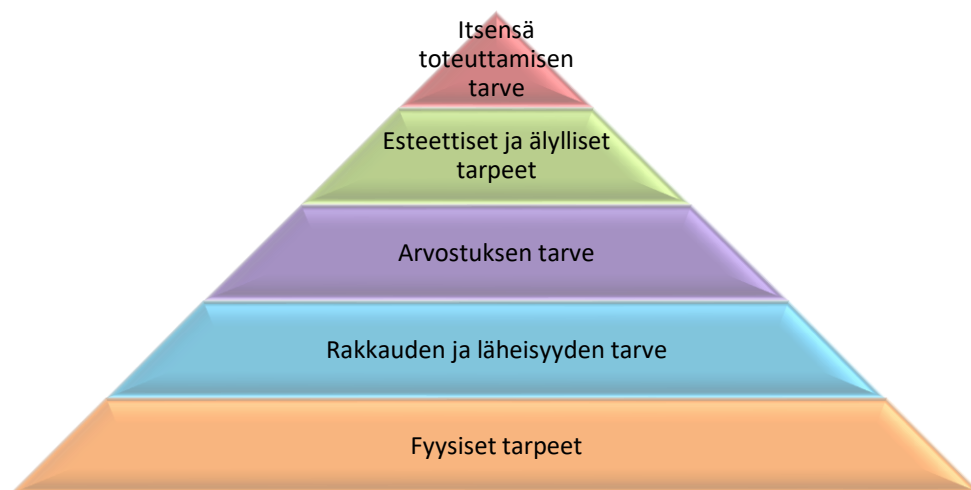 Itsensä
toteuttamisen
tarve
Esteettiset ja älylliset
tarpeet
Arvostuksen tarve
Rakkauden ja läheisyyden tarve
Fyysiset tarpeet